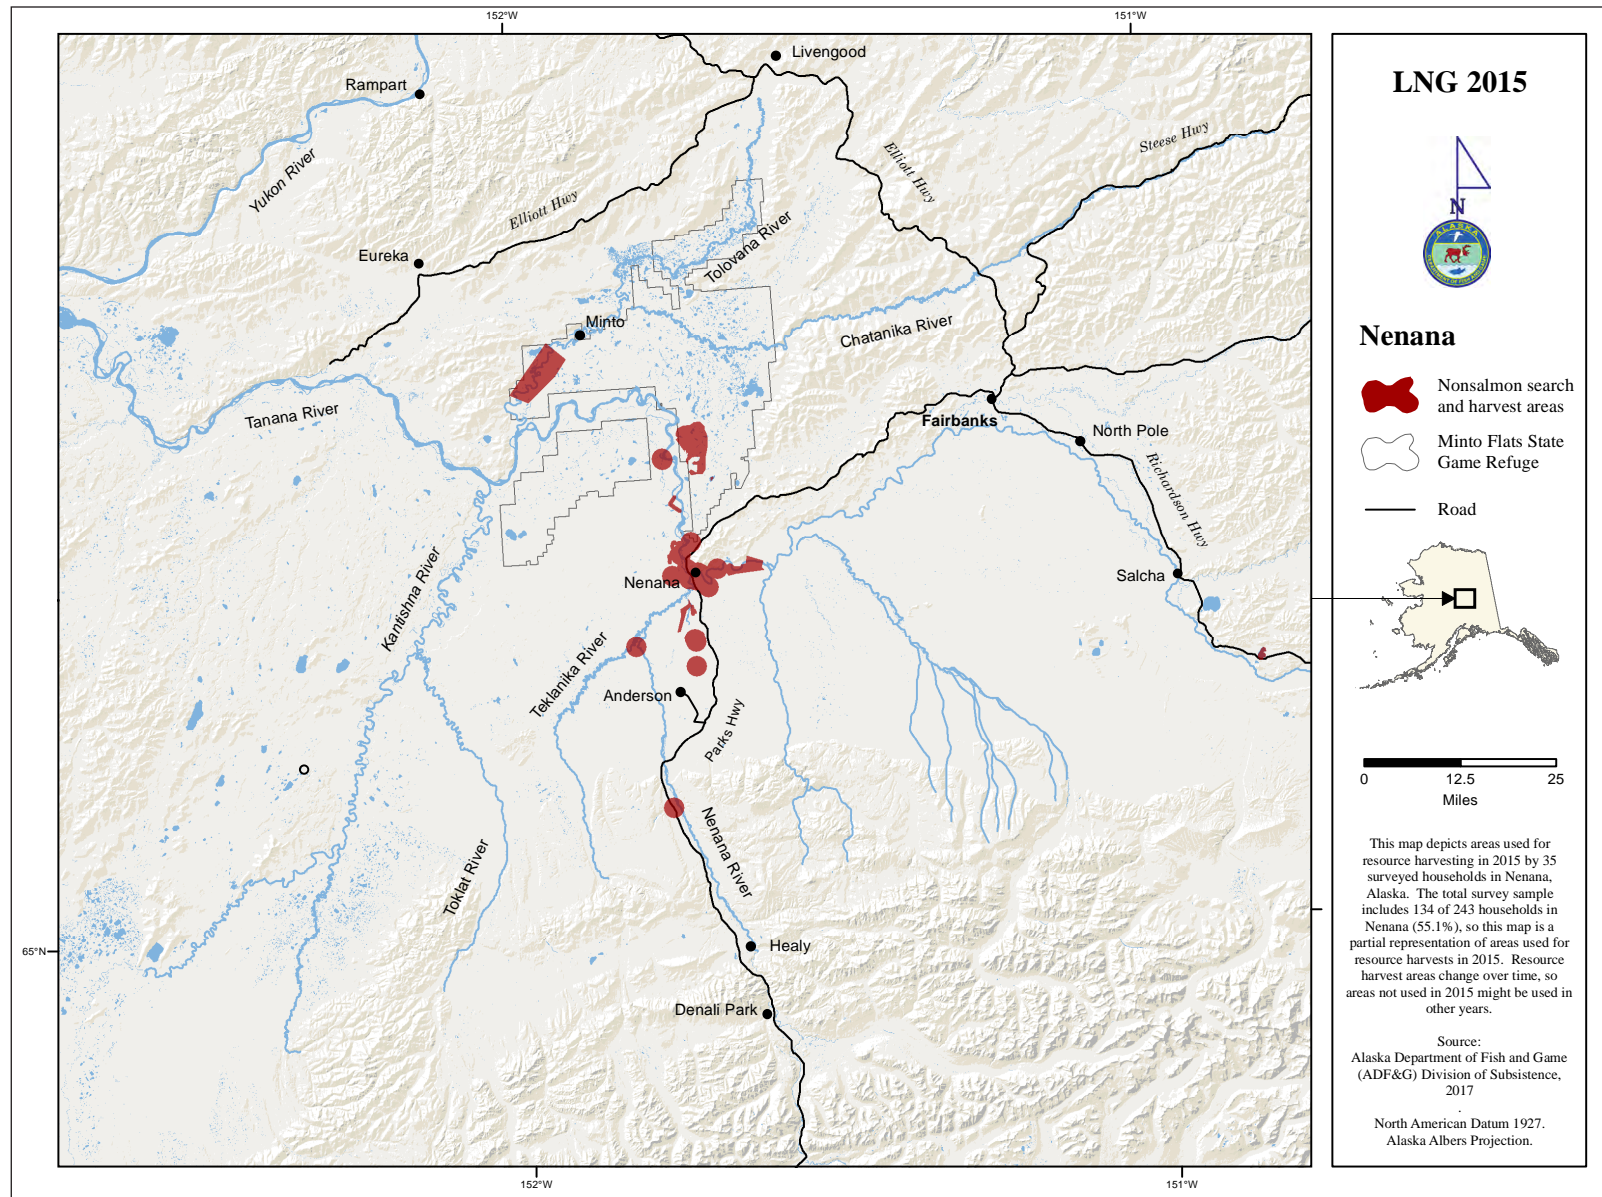 152°W
151°W
Livengood
Rampart
Yukon River
Elliott Hwy
Elliott Hwy
Steese Hwy
Eureka
Tolovana River
Minto
Chatanika River
Tanana River
Fairbanks
North Pole
Richardson Hwy
Kantishna River
Nenana
Salcha
Teklanika River
Anderson
Parks Hwy
Nenana River
Toklat River
Healy
65°N
Denali Park
152°W
151°W
LNG 2015
N
ALASKA
Nenana
Nonsalmon search
and harvest areas
Minto Flats State
Game Refuge
Road
0 12.5 25
Miles
This map depicts areas used for
resource harvesting in 2015 by 35
surveyed households in Nenana,
Alaska. The total survey sample
includes 134 of 243 households in
Nenana (55.1%), so this map is a
partial representation of areas used for
resource harvests in 2015. Resource
harvest areas change over time, so
areas not used in 2015 might be used in
other years.
Source:
Alaska Department of Fish and Game
(ADF&G) Division of Subsistence,
2017
.
North American Datum 1927.
Alaska Albers Projection.